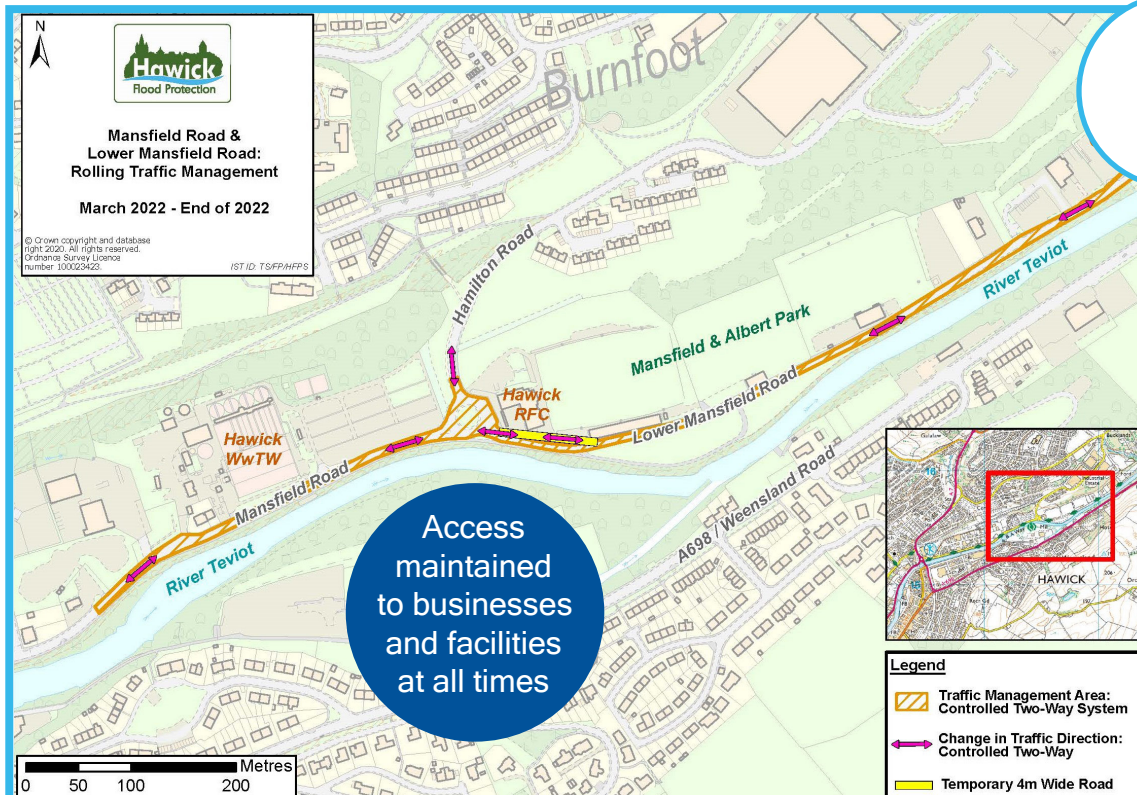 N
Hawick
Flood Protection
Mansfield Road &
Lower Mansfield Road:
Rolling Traffic Management
March 2022 - End of 2022
© Crown copyright and database
right 2020. All rights reserved.
Ordnance Survey Licence
number 100023423.
IST ID: TS/FP/HFPS
Burnfoot
Hamilton Road
River Teviot
Mansfield & Albert Park
Hawick
RFC
Lower Mansfield Road
Hawick
WwTW
Mansfield Road
River Teviot
A698 / Weensland Road
Access
maintained
to businesses
and facilities
at all times
HAWICK
Legend
Traffic Management Area:
Controlled Two-Way System
Change in Traffic Direction:
Controlled Two-Way
Temporary 4m Wide Road
Metres
0 50 100 200